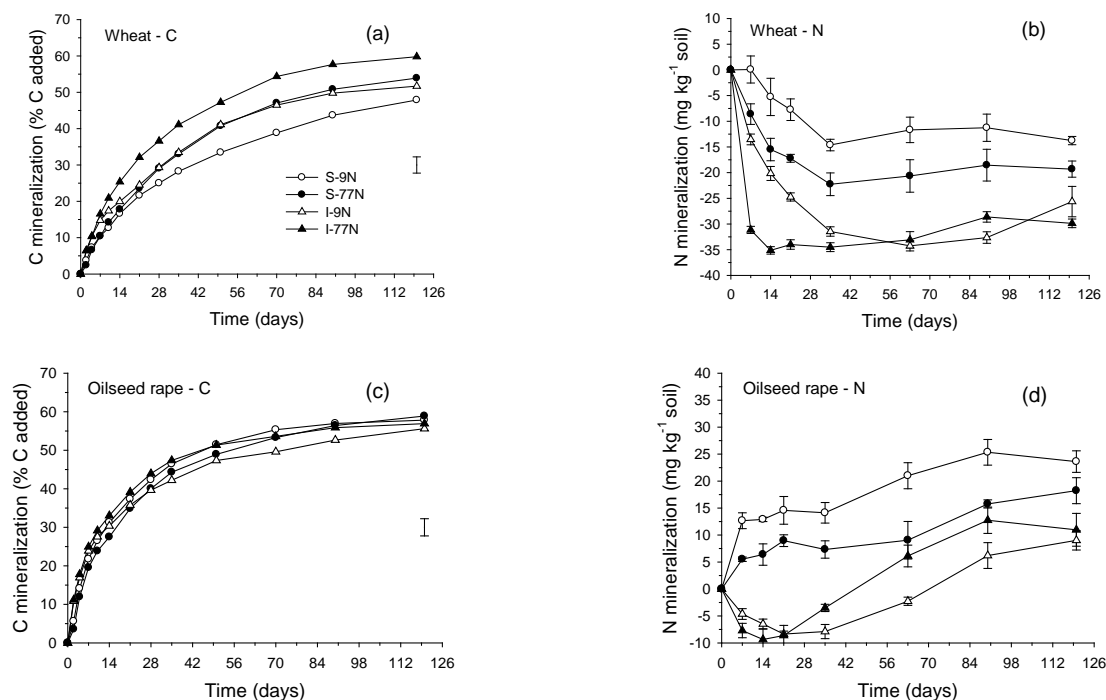 Wheat - C
(a)
C mineralization (% C added)
70
60
50
40
30
20
10
0
S-9N
S-77N
I-9N
I-77N
0 14 28 42 56 70 84 98 112 126
Time (days)
Wheat - N
(b)
N mineralization (mg kg⁻¹ soil)
10
5
0
-5
-10
-15
-20
-25
-30
-35
-40
0 14 28 42 56 70 84 98 112 126
Time (days)
Oilseed rape - C
(c)
C mineralization (% C added)
70
60
50
40
30
20
10
0
0 14 28 42 56 70 84 98 112 126
Time (days)
Oilseed rape - N
(d)
N mineralization (mg kg⁻¹ soil)
40
35
30
25
20
15
10
5
0
-5
-10
0 14 28 42 56 70 84 98 112 126
Time (days)